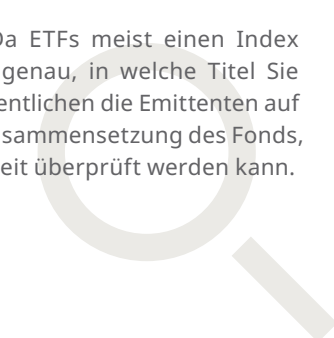 Da ETFs meist einen Index
genau, in welche Titel Sie
entlichen die Emittenten auf
sammensetzung des Fonds,
eit überprüft werden kann.